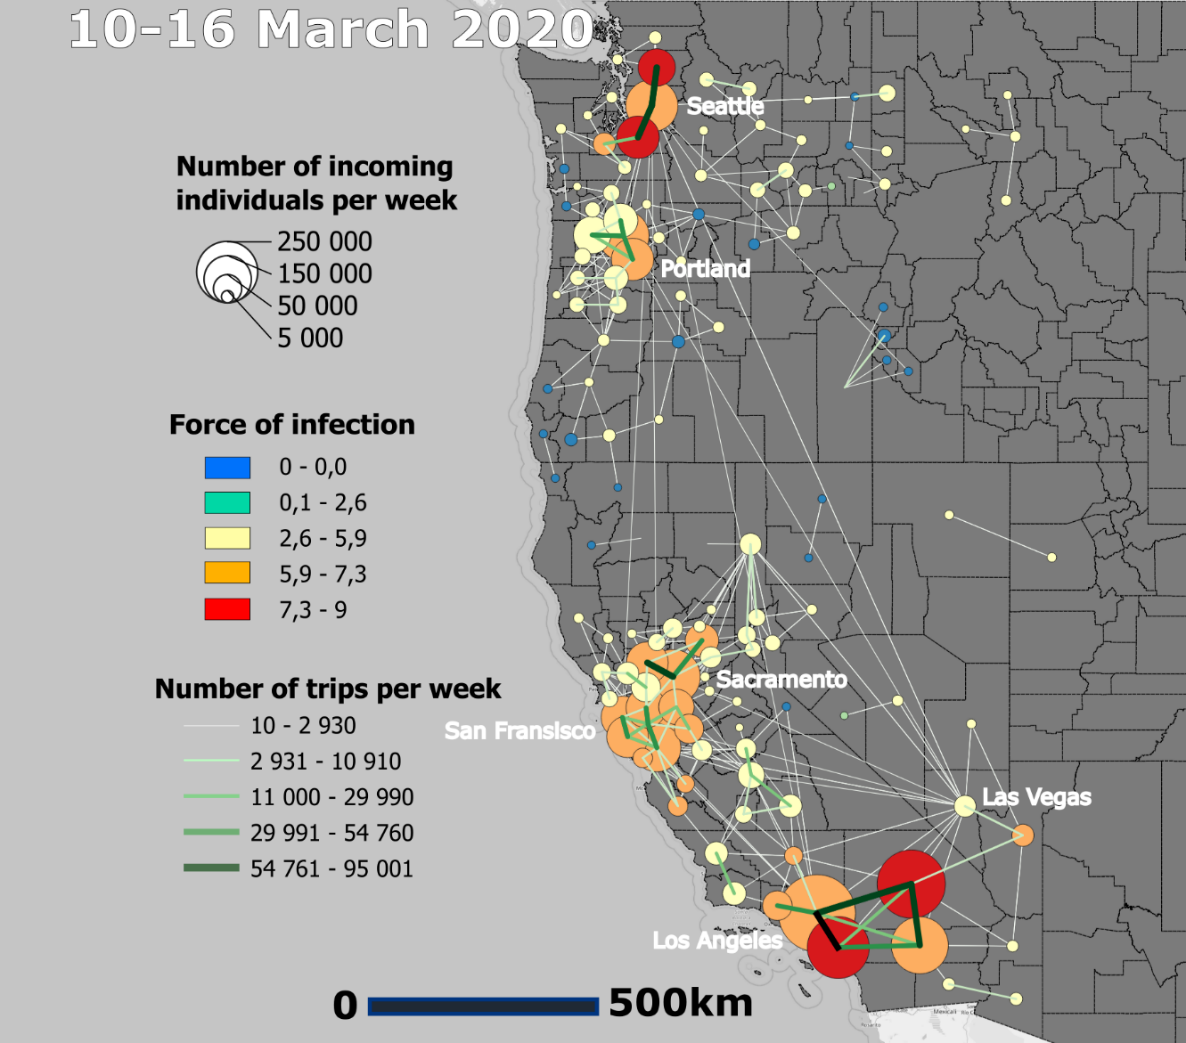 10-16 March 2020
Seattle
Number of incoming
individuals per week
250 000
150 000
50 000
5 000
Portland
Force of infection
0 - 0,0
0,1 - 2,6
2,6 - 5,9
5,9 - 7,3
7,3 - 9
Number of trips per week
10 - 2 930
2 931 - 10 910
11 000 - 29 990
29 991 - 54 760
54 761 - 95 001
Sacramento
San Fransisco
Las Vegas
Los Angeles
0 500km
Mexicali